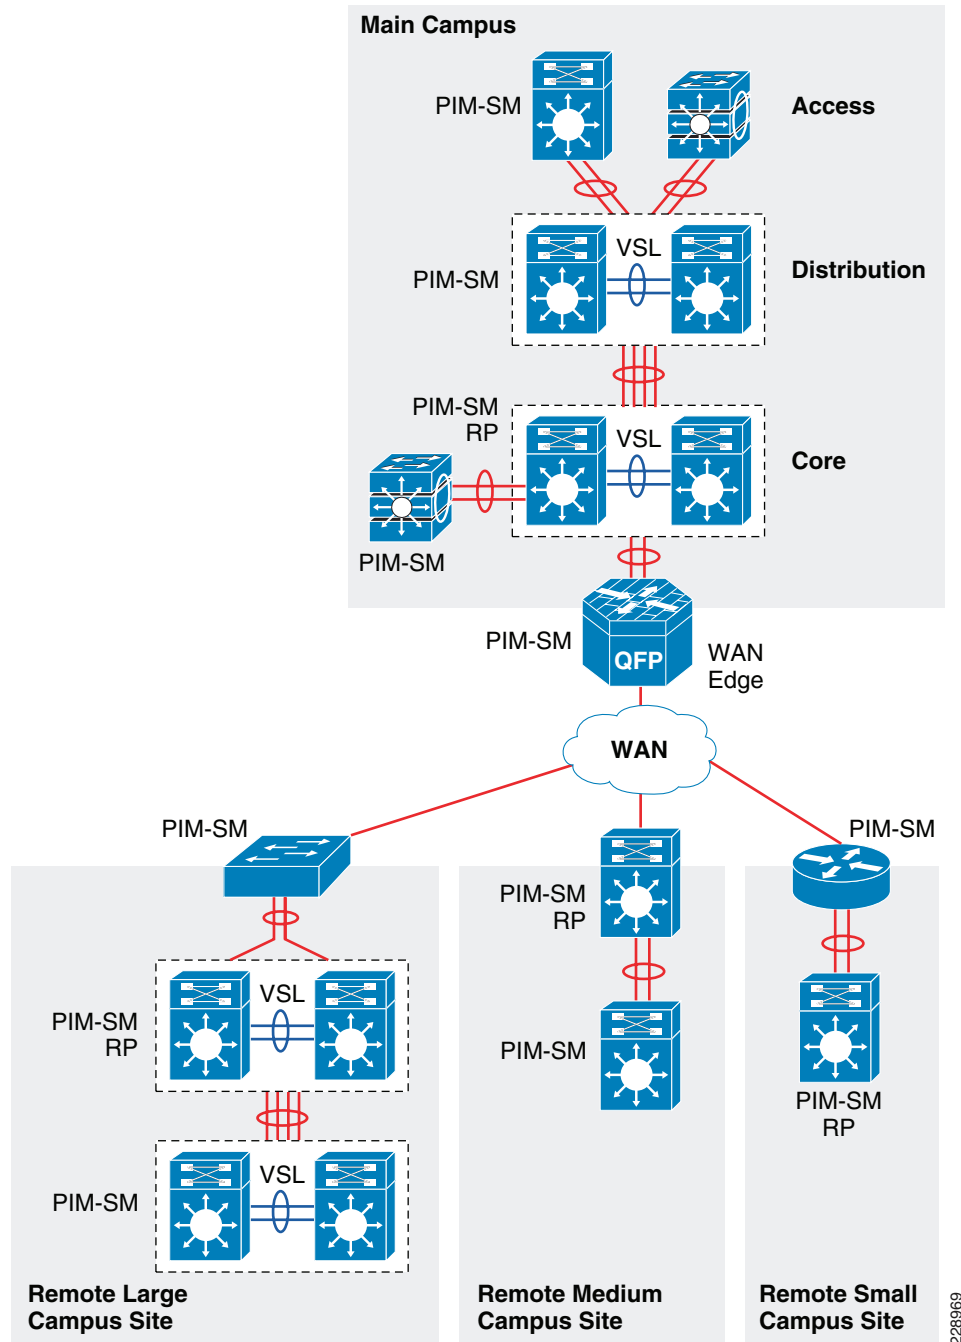 Main Campus
PIM-SM
Access
VSL
PIM-SM
Distribution
PIM-SM
RP
VSL
Core
PIM-SM
PIM-SM
QFP
WAN
Edge
WAN
PIM-SM
PIM-SM
PIM-SM
RP
VSL
PIM-SM
RP
PIM-SM
PIM-SM
RP
VSL
PIM-SM
Remote Large
Campus Site
Remote Medium
Campus Site
Remote Small
Campus Site
228969